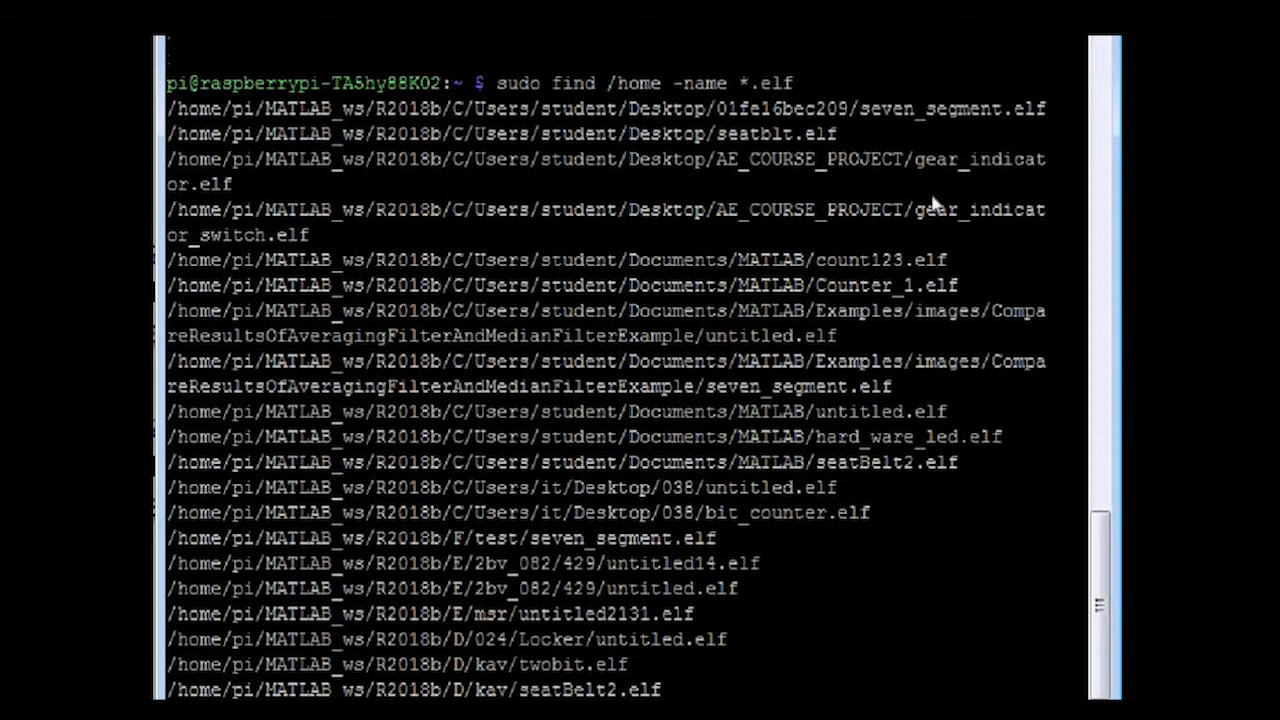 pi@raspberrypi-TA5hy88K02:~ $ sudo find /home -name *.elf
/home/pi/MATLAB_ws/R2018b/C/Users/student/Desktop/01fe16bec209/seven_segment.elf
/home/pi/MATLAB_ws/R2018b/C/Users/student/Desktop/seatblt.elf
/home/pi/MATLAB_ws/R2018b/C/Users/student/Desktop/AE_COURSE_PROJECT/gear_indicat
or.elf
/home/pi/MATLAB_ws/R2018b/C/Users/student/Desktop/AE_COURSE_PROJECT/gear_indicat
or_switch.elf
/home/pi/MATLAB_ws/R2018b/C/Users/student/Documents/MATLAB/count123.elf
/home/pi/MATLAB_ws/R2018b/C/Users/student/Documents/MATLAB/Counter_1.elf
/home/pi/MATLAB_ws/R2018b/C/Users/student/Documents/MATLAB/Examples/images/Compa
reResultsOfAveragingFilterAndMedianFilterExample/untitled.elf
/home/pi/MATLAB_ws/R2018b/C/Users/student/Documents/MATLAB/Examples/images/Compa
reResultsOfAveragingFilterAndMedianFilterExample/seven_segment.elf
/home/pi/MATLAB_ws/R2018b/C/Users/student/Documents/MATLAB/untitled.elf
/home/pi/MATLAB_ws/R2018b/C/Users/student/Documents/MATLAB/hard_ware_led.elf
/home/pi/MATLAB_ws/R2018b/C/Users/student/Documents/MATLAB/seatBelt2.elf
/home/pi/MATLAB_ws/R2018b/C/Users/it/Desktop/038/untitled.elf
/home/pi/MATLAB_ws/R2018b/C/Users/it/Desktop/038/bit_counter.elf
/home/pi/MATLAB_ws/R2018b/F/test/seven_segment.elf
/home/pi/MATLAB_ws/R2018b/E/2bv_082/429/untitled14.elf
/home/pi/MATLAB_ws/R2018b/E/2bv_082/429/untitled.elf
/home/pi/MATLAB_ws/R2018b/E/msr/untitled2131.elf
/home/pi/MATLAB_ws/R2018b/D/024/Locker/untitled.elf
/home/pi/MATLAB_ws/R2018b/D/kav/twobit.elf
/home/pi/MATLAB_ws/R2018b/D/kav/seatBelt2.elf